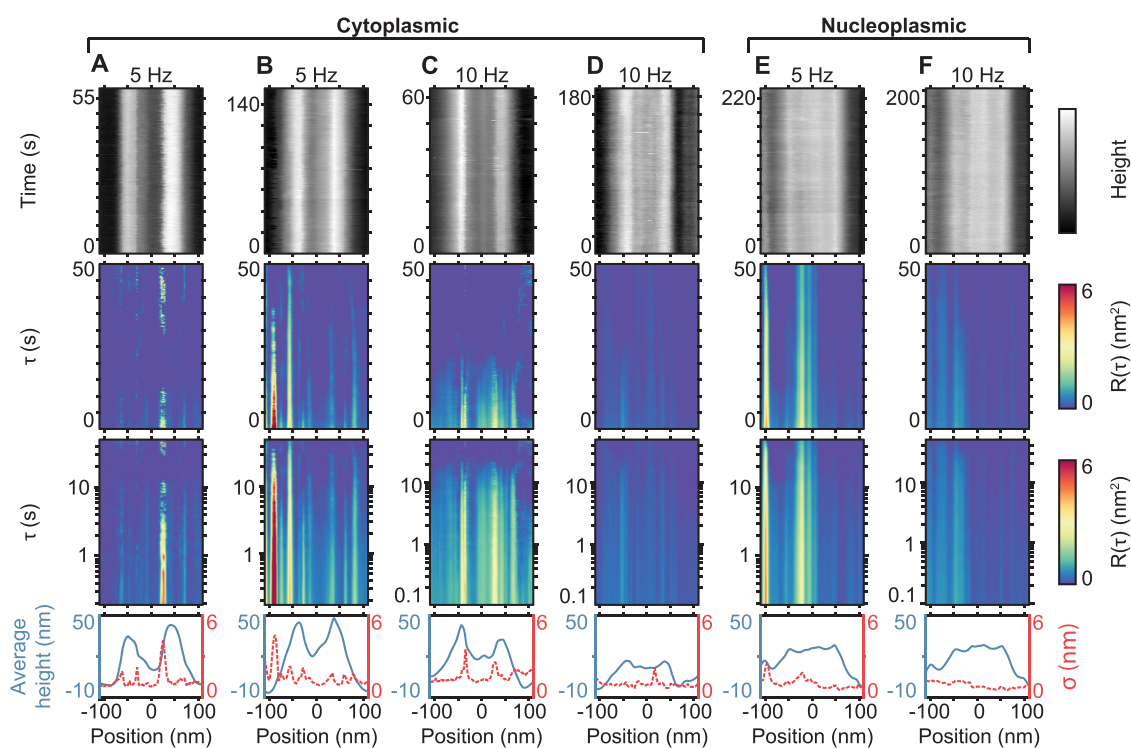 Cytoplasmic Nucleoplasmic
A B C D E F
5 Hz 5 Hz 10 Hz 10 Hz 5 Hz 10 Hz
55 140 60 180 220 200
Time (s) Height
0 0 0 0 0 0
50 50 50 50 50 50
6
τ (s) R(τ) (nm²)
0
0 0 0 0 0 0
6
10 10 10 10 10 10
τ (s) R(τ) (nm²)
1 1 1 1 1 1
0
0.1 0.1 0.1
50 6 50 6 50 6 50 6 50 6 50 6
Average
height (nm) σ (nm)
-10 0 -10 0 -10 0 -10 0 -10 0 -10 0
-100 0 100 -100 0 100 -100 0 100 -100 0 100 -100 0 100 -100 0 100
Position (nm) Position (nm) Position (nm) Position (nm) Position (nm) Position (nm)